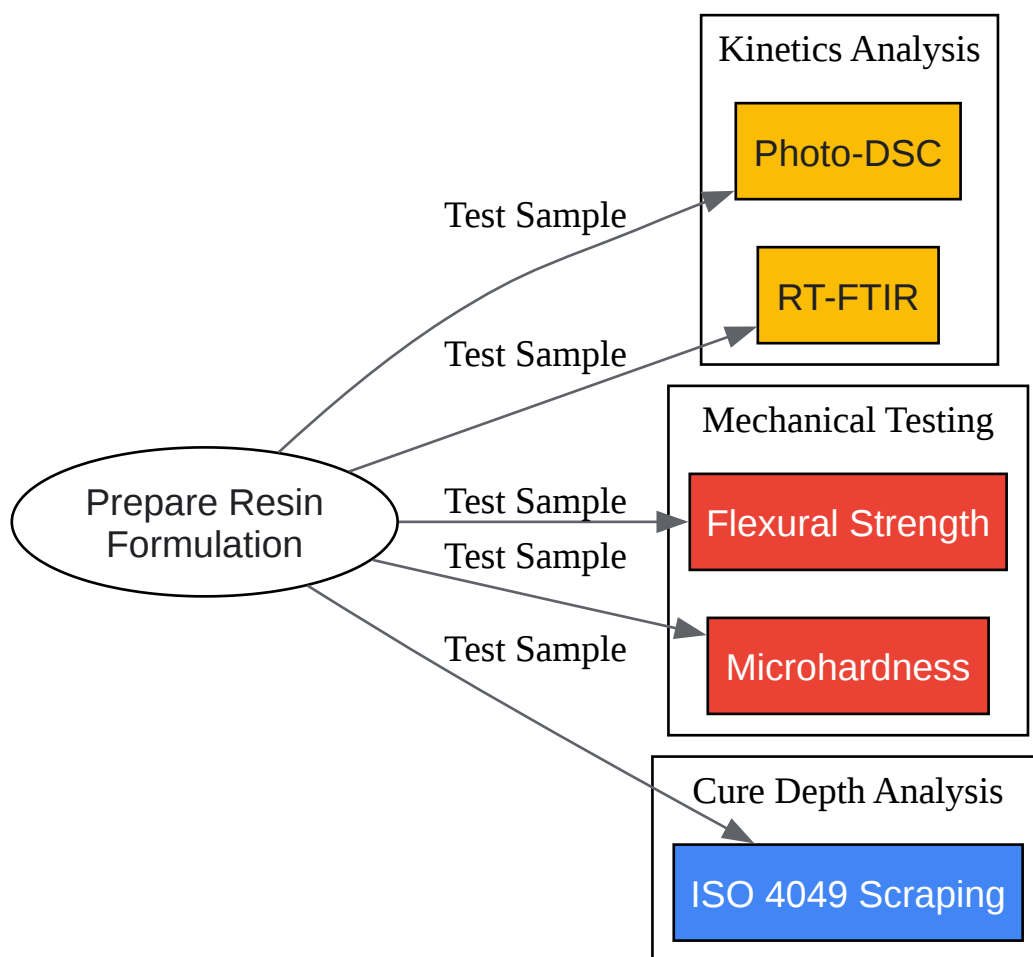 Kinetics Analysis
Photo-DSC
Test Sample
RT-FTIR
Test Sample
Mechanical Testing
Prepare Resin
Formulation
Test Sample
Flexural Strength
Test Sample
Microhardness
Test Sample
Cure Depth Analysis
ISO 4049 Scraping